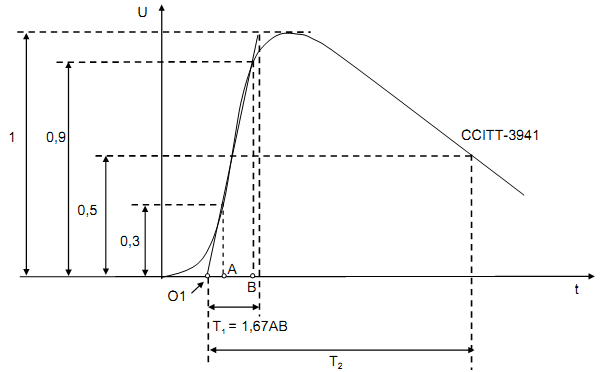 U
1
0,9
0,5
0,3
CCITT-3941
A
B
O1
t
T1 = 1,67AB
T2